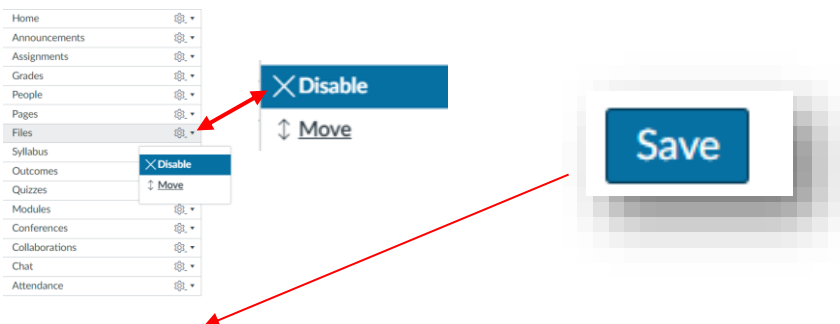 Home
Announcements
Assignments
Grades
People
Pages
Files
Syllabus
Outcomes
Quizzes
Modules
Conferences
Collaborations
Chat
Attendance
Disable
Move
Disable
Move
Save